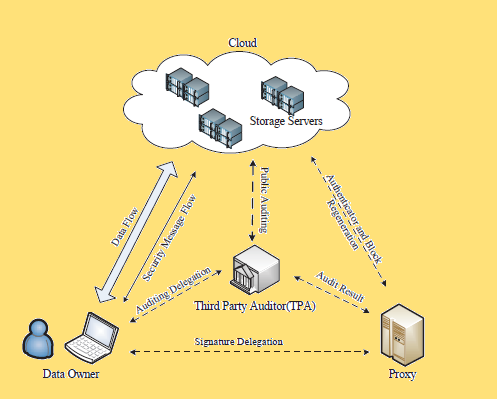 Cloud
Storage Servers
Data Flow
Security Message Flow
Public Auditing
Authenticator and Block
Regeneration
Auditing Delegation
Third Party Auditor(TPA)
Audit Result
Signature Delegation
Data Owner
Proxy